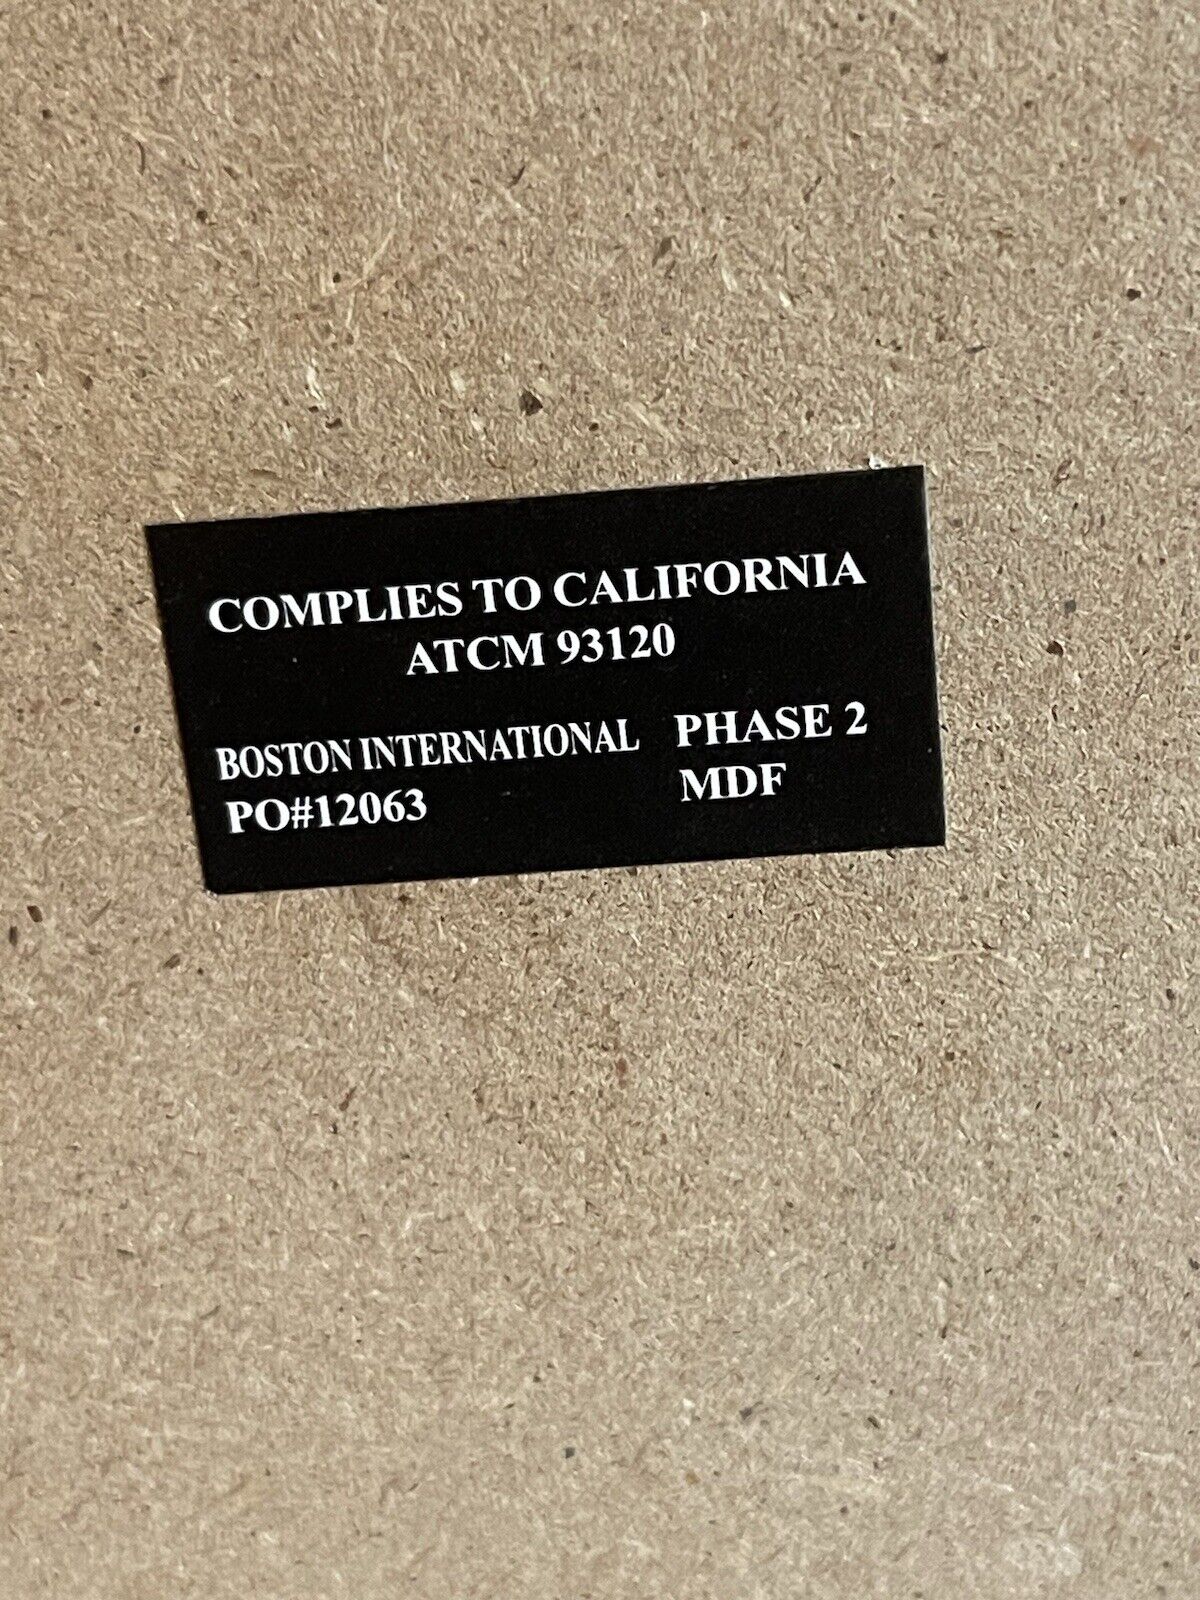 COMPLIES TO CALIFORNIA
ATCM 93120
BOSTON INTERNATIONAL PHASE 2
PO#12063 MDF